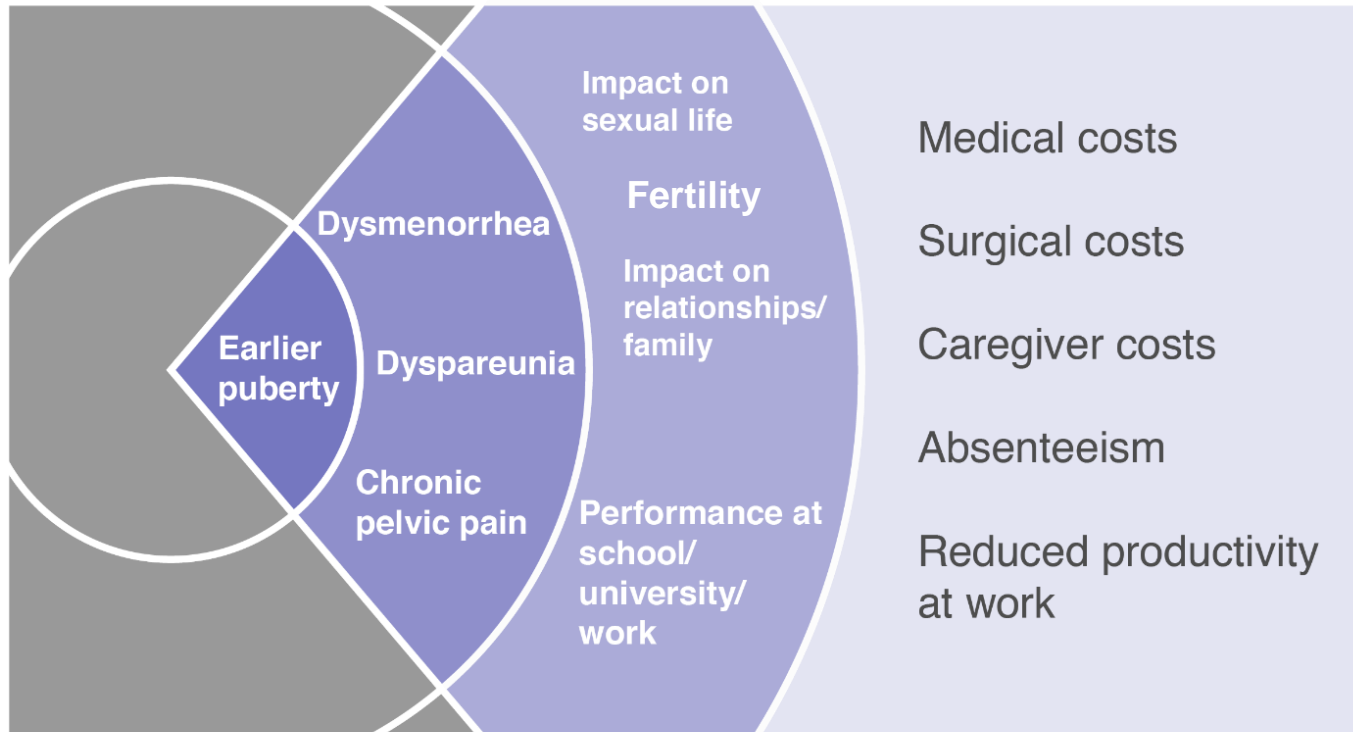 Earlier
puberty
Dysmenorrhea
Dyspareunia
Chronic
pelvic pain
Impact on
sexual life
Fertility
Impact on
relationships/
family
Performance at
school/
university/
work
Medical costs
Surgical costs
Caregiver costs
Absenteeism
Reduced productivity
at work